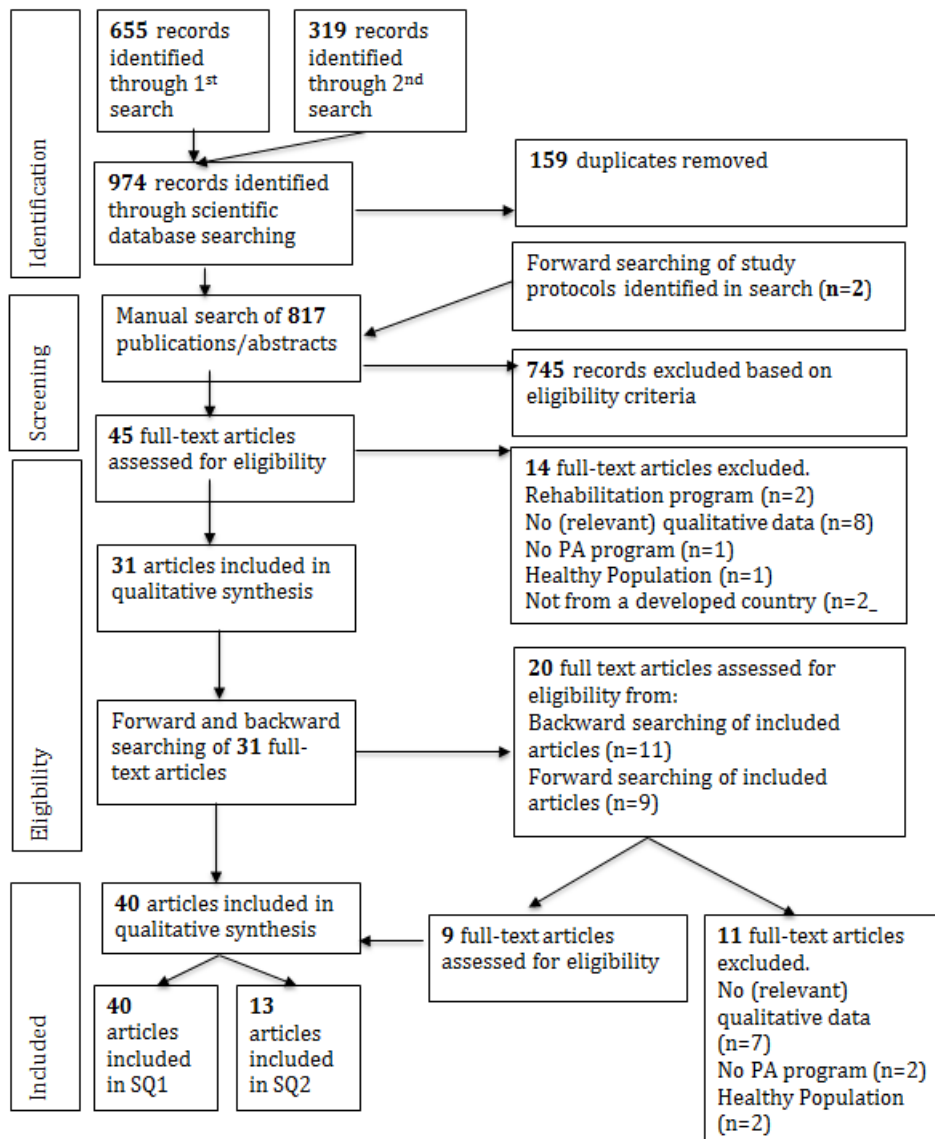 655 records
identified
through 1st
search
319 records
identified
through 2nd
search
Identification
974 records identified
through scientific
database searching
159 duplicates removed
Forward searching of study
protocols identified in search (n=2)
Screening
Manual search of 817
publications/abstracts
745 records excluded based on
eligibility criteria
45 full-text articles
assessed for eligibility
14 full-text articles excluded.
Rehabilitation program (n=2)
No (relevant) qualitative data (n=8)
No PA program (n=1)
Healthy Population (n=1)
Not from a developed country (n=2_
Eligibility
31 articles included in
qualitative synthesis
Forward and backward
searching of 31 full-
text articles
20 full text articles assessed for
eligibility from:
Backward searching of included
articles (n=11)
Forward searching of included
articles (n=9)
Included
40 articles included in
qualitative synthesis
9 full-text articles
assessed for eligibility
11 full-text articles
excluded.
No (relevant)
qualitative data
(n=7)
No PA program (n=2)
Healthy Population
(n=2)
40
articles
included
in SQ1
13
articles
included
in SQ2